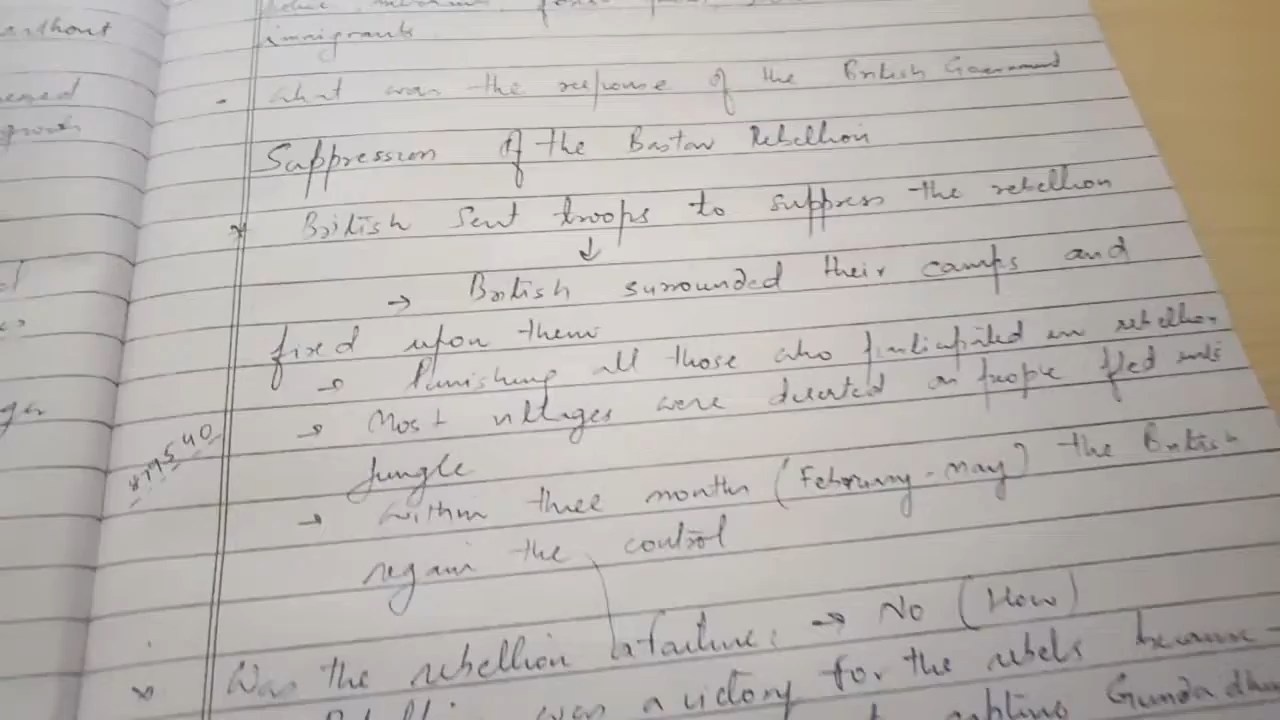 without
immigrants
- What was the response of the British Government
Suppression of the Bastar Rebellion
British sent troops to suppress the rebellion
↓
→ British surrounded their camps and
fired upon them
→ Punishing all those who participated in rebellion
→ Most villages were deserted as people fled into
Jungle
→ Within three months (February - May) the British
regain the control
Was the rebellion a failure: → No (How)
was a victory for the rebels because -
Gunda dhu